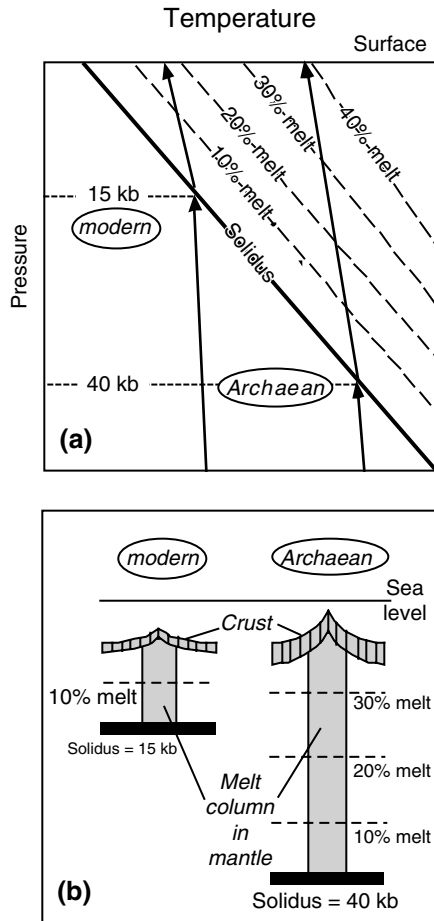 Temperature
Surface
Pressure
15 kb
modern
40 kb
Archaean
Solidus
10%-melt
20%-melt
30%-melt
40%-melt
(a)
modern
Archaean
Sea
level
Crust
10% melt
Solidus = 15 kb
Melt
column
in
mantle
30% melt
20% melt
10% melt
Solidus = 40 kb
(b)